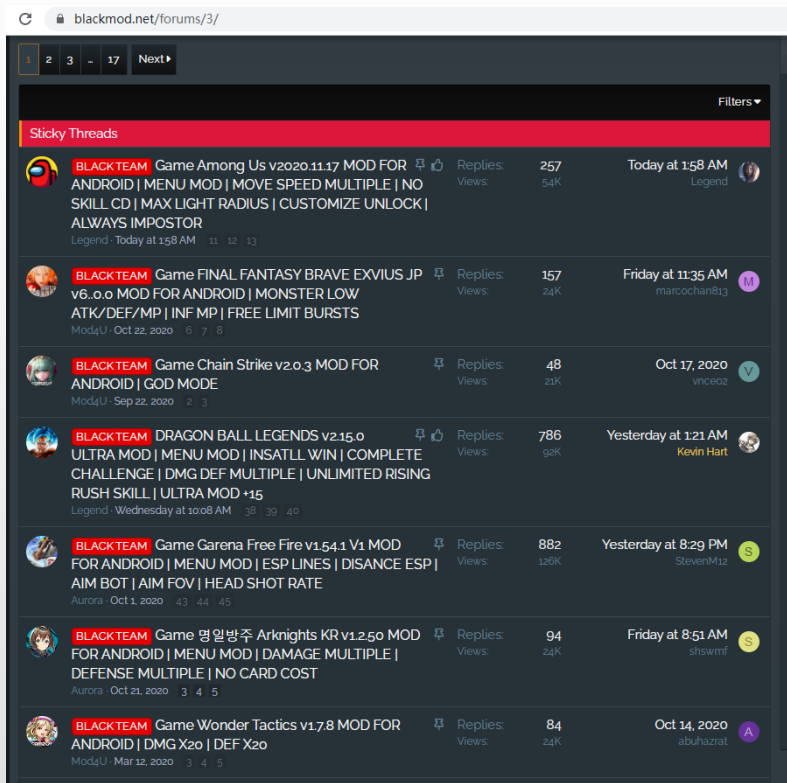 blackmod.net/forums/3/
1 2 3 ... 17 Next
Filters
Sticky Threads
BLACKTEAM Game Among Us v2020.11.17 MOD FOR
ANDROID | MENU MOD | MOVE SPEED MULTIPLE | NO
SKILL CD | MAX LIGHT RADIUS | CUSTOMIZE UNLOCK |
ALWAYS IMPOSTOR
Legend · Today at 1:58 AM 11 12 13
Replies: 257
Views: 54K
Today at 1:58 AM
Legend
BLACKTEAM Game FINAL FANTASY BRAVE EXVIUS JP
v6..0.0 MOD FOR ANDROID | MONSTER LOW
ATK/DEF/MP | INF MP | FREE LIMIT BURSTS
Mod4U · Oct 22, 2020 6 7 8
Replies: 157
Views: 24K
Friday at 11:35 AM
marcochan813
M
BLACKTEAM Game Chain Strike v2.0.3 MOD FOR
ANDROID | GOD MODE
Mod4U · Sep 22, 2020 2 3
Replies: 48
Views: 21K
Oct 17, 2020
vnce02
V
BLACKTEAM DRAGON BALL LEGENDS v2.15.0
ULTRA MOD | MENU MOD | INSATLL WIN | COMPLETE
CHALLENGE | DMG DEF MULTIPLE | UNLIMITED RISING
RUSH SKILL | ULTRA MOD +15
Legend · Wednesday at 10:08 AM 38 39 40
Replies: 786
Views: 92K
Yesterday at 1:21 AM
Kevin Hart
BLACKTEAM Game Garena Free Fire v1.54.1 V1 MOD
FOR ANDROID | MENU MOD | ESP LINES | DISANCE ESP |
AIM BOT | AIM FOV | HEAD SHOT RATE
Aurora · Oct 1, 2020 43 44 45
Replies: 882
Views: 126K
Yesterday at 8:29 PM
StevenM12
S
BLACKTEAM Game 명일방주 Arknights KR v1.2.50 MOD
FOR ANDROID | MENU MOD | DAMAGE MULTIPLE |
DEFENSE MULTIPLE | NO CARD COST
Aurora · Oct 21, 2020 3 4 5
Replies: 94
Views: 24K
Friday at 8:51 AM
shswmf
S
BLACKTEAM Game Wonder Tactics v1.7.8 MOD FOR
ANDROID | DMG X20 | DEF X20
Mod4U · Mar 12, 2020 3 4 5
Replies: 84
Views: 24K
Oct 14, 2020
abuhazrat
A